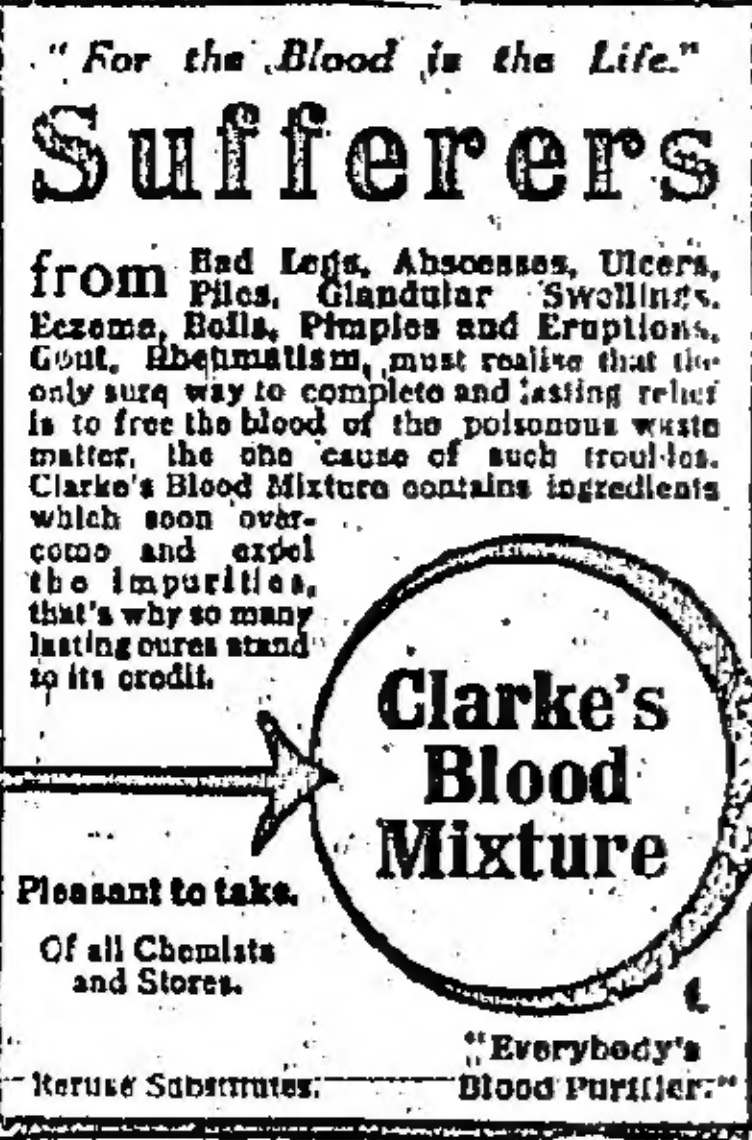 "For the Blood is the Life."
Sufferers
from Bad Legs, Abscesses, Ulcers,
Piles, Glandular Swellings,
Eczema, Boils, Pimples and Eruptions,
Gout, Rheumatism, must realise that the
only sure way to complete and lasting relief
is to free the blood of the poisonous waste
matter, the one cause of such troubles.
Clarke's Blood Mixture contains ingredients
which soon over-
come and expel
the impurities,
that's why so many
lasting cures stand
to its credit.
Clarke's
Blood
Mixture
Pleasant to take.
Of all Chemists
and Stores.
"Everybody's
Blood Purifier."
Refuse Substitutes.